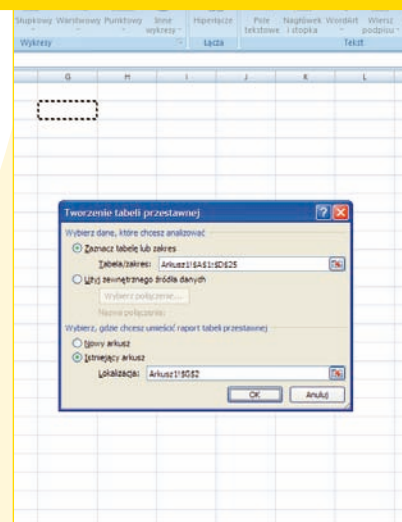 Słupkowy Warstwowy Punktowy Inne wykresy Hiperłącze Pole tekstowe Nagłówek i stopka WordArt Wiersz podpisu
Wykresy Łącza Tekst
G H I J K L
Tworzenie tabeli przestawnej
Wybierz dane, które chcesz analizować
Zaznacz tabelę lub zakres
Tabela/zakres: Arkusz1!$A$1:$D$25
Użyj zewnętrznego źródła danych
Wybierz połączenie...
Nazwa połączenia:
Wybierz, gdzie chcesz umieścić raport tabeli przestawnej
Nowy arkusz
Istniejący arkusz
Lokalizacja: Arkusz1!$G$2
OK Anuluj